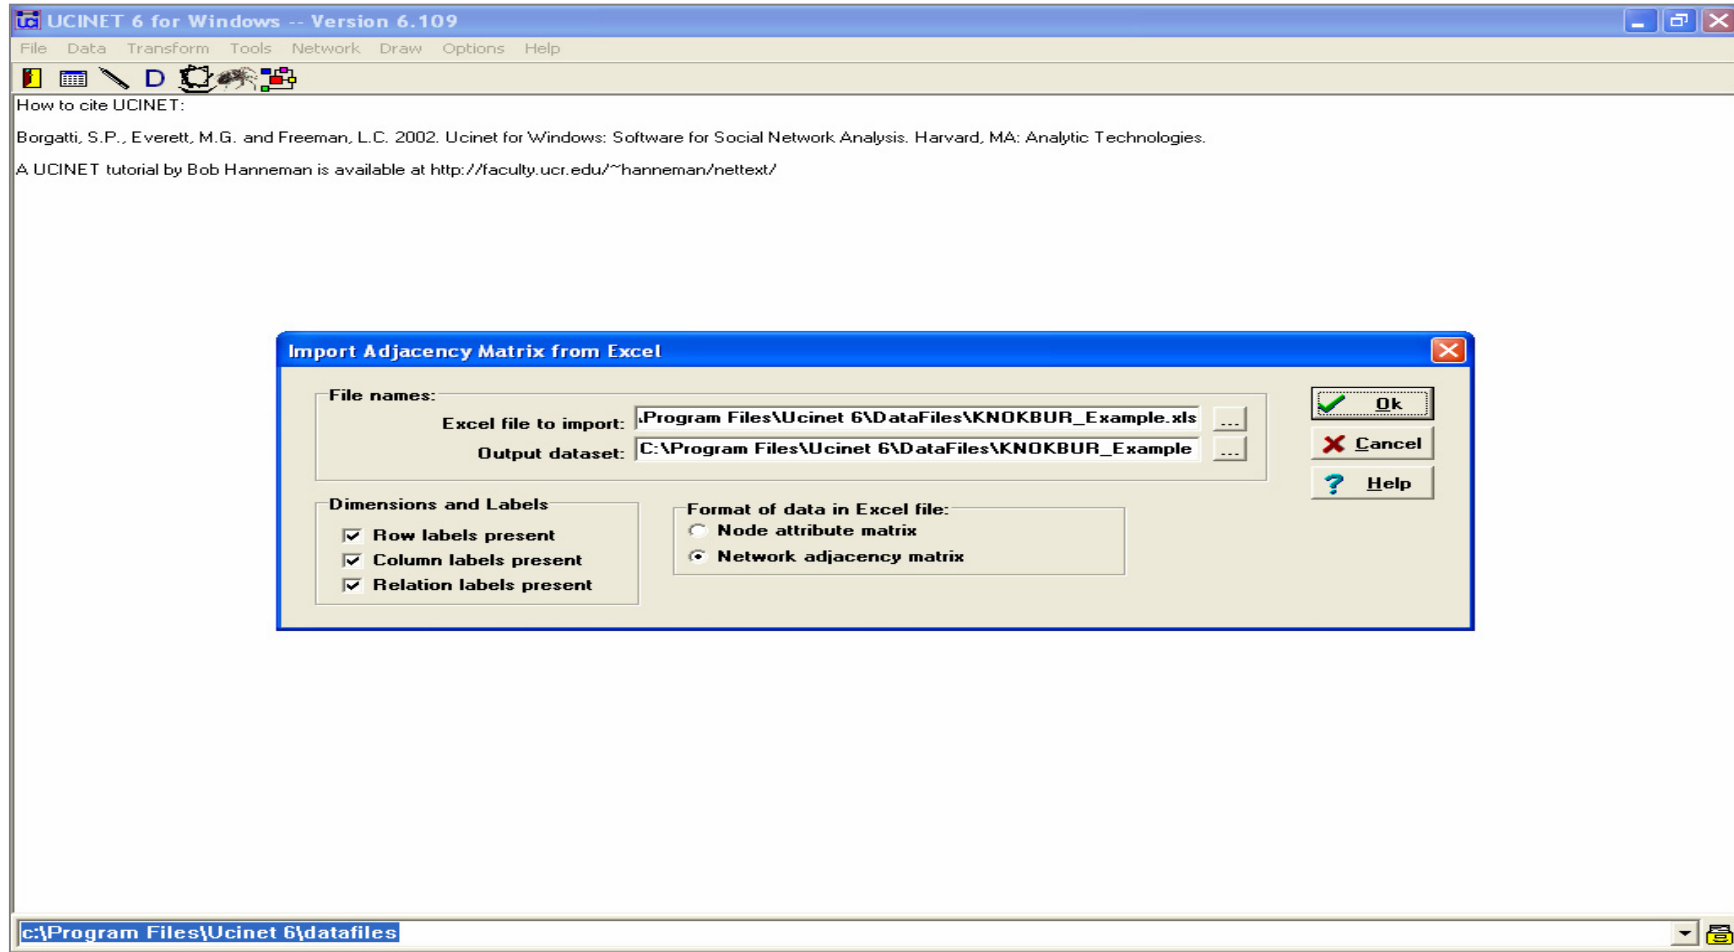 UCINET 6 for Windows -- Version 6.109
File Data Transform Tools Network Draw Options Help
D
How to cite UCINET:
Borgatti, S.P., Everett, M.G. and Freeman, L.C. 2002. Ucinet for Windows: Software for Social Network Analysis. Harvard, MA: Analytic Technologies.
A UCINET tutorial by Bob Hanneman is available at http://faculty.ucr.edu/~hanneman/nettext/
Import Adjacency Matrix from Excel
File names:
Excel file to import: \Program Files\Ucinet 6\DataFiles\KNOKBUR_Example.xls ...
Output dataset: C:\Program Files\Ucinet 6\DataFiles\KNOKBUR_Example ...
Ok
Cancel
Help
Dimensions and Labels
Row labels present
Column labels present
Relation labels present
Format of data in Excel file:
Node attribute matrix
Network adjacency matrix
c:\Program Files\Ucinet 6\datafiles